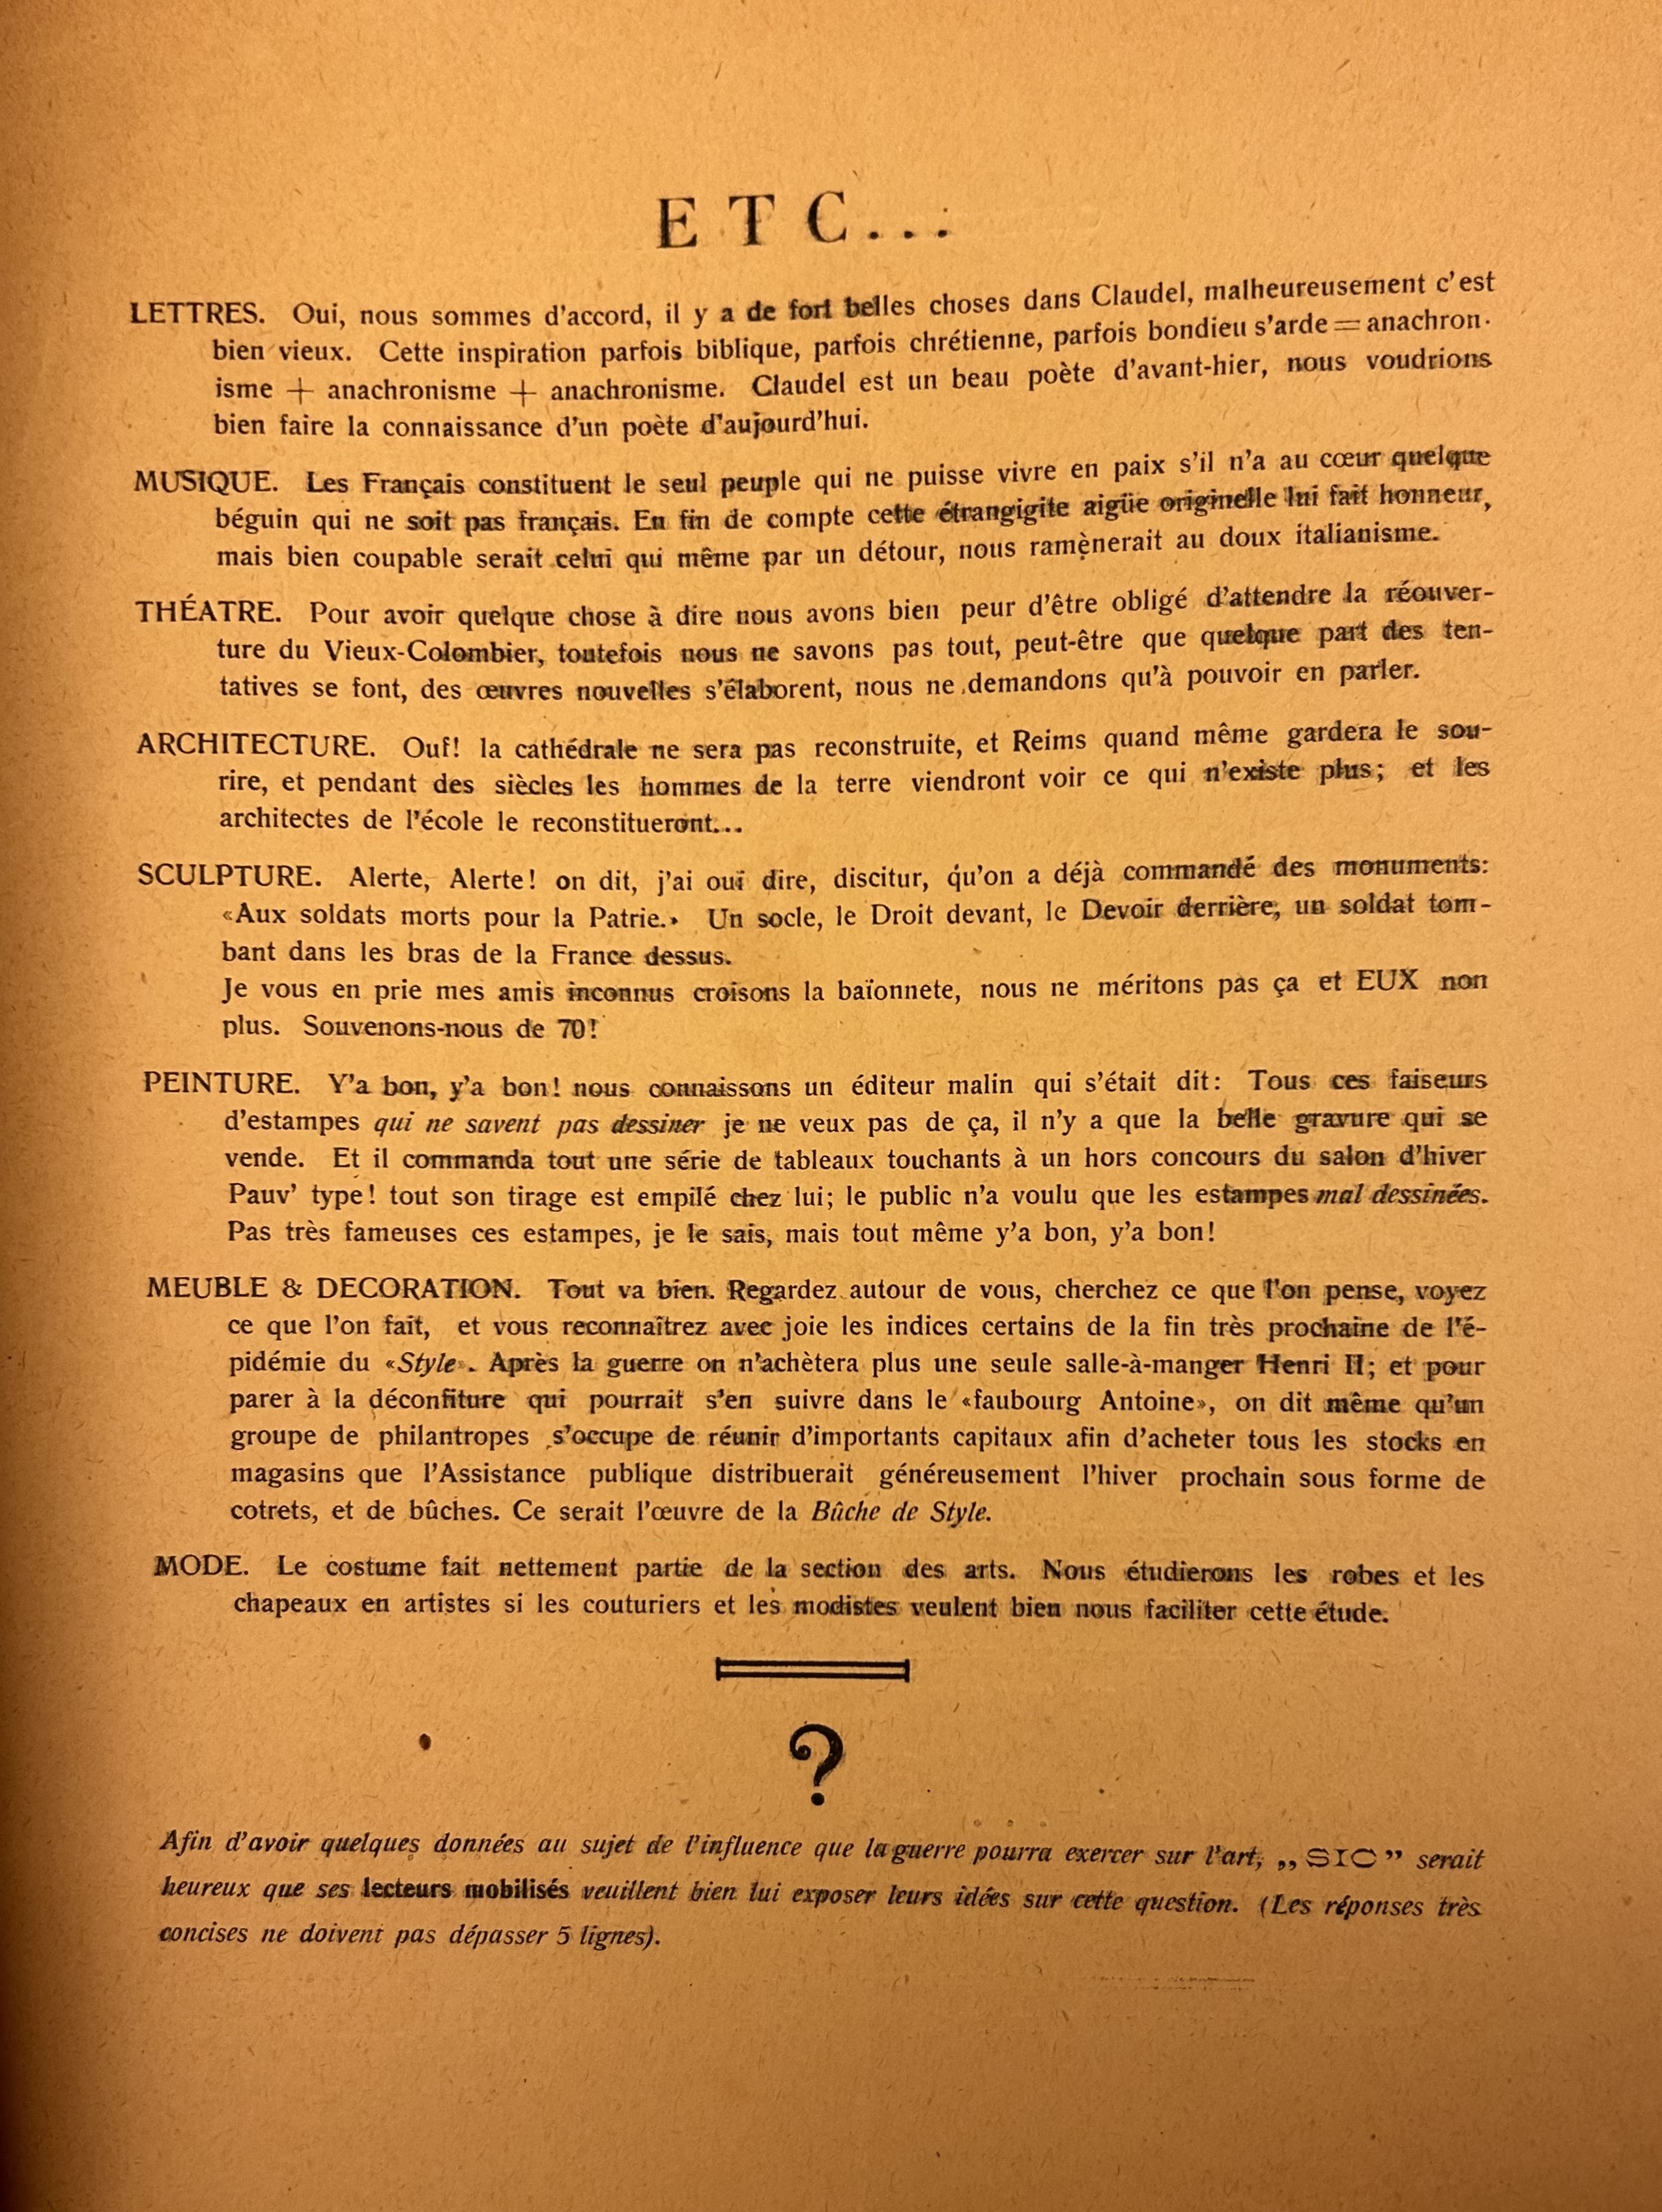 ETC...
LETTRES. Oui, nous sommes d'accord, il y a de fort belles choses dans Claudel, malheureusement c'est
bien vieux. Cette inspiration parfois biblique, parfois chrétienne, parfois bondieu s'arde = anachron-
isme + anachronisme + anachronisme. Claudel est un beau poète d'avant-hier, nous voudrions
bien faire la connaissance d'un poète d'aujourd'hui.
MUSIQUE. Les Français constituent le seul peuple qui ne puisse vivre en paix s'il n'a au cœur quelque
béguin qui ne soit pas français. En fin de compte cette étrangigite aigüe originelle lui fait honneur,
mais bien coupable serait celui qui même par un détour, nous ramènerait au doux italianisme.
THÉATRE. Pour avoir quelque chose à dire nous avons bien peur d'être obligé d'attendre la réouver-
ture du Vieux-Colombier, toutefois nous ne savons pas tout, peut-être que quelque part des ten-
tatives se font, des œuvres nouvelles s'élaborent, nous ne demandons qu'à pouvoir en parler.
ARCHITECTURE. Ouf! la cathédrale ne sera pas reconstruite, et Reims quand même gardera le sou-
rire, et pendant des siècles les hommes de la terre viendront voir ce qui n'existe plus; et les
architectes de l'école le reconstitueront...
SCULPTURE. Alerte, Alerte! on dit, j'ai ouï dire, discitur, qu'on a déjà commandé des monuments:
«Aux soldats morts pour la Patrie.» Un socle, le Droit devant, le Devoir derrière, un soldat tom-
bant dans les bras de la France dessus.
Je vous en prie mes amis inconnus croisons la baïonnete, nous ne méritons pas ça et EUX non
plus. Souvenons-nous de 70!
PEINTURE. Y'a bon, y'a bon! nous connaissons un éditeur malin qui s'était dit: Tous ces faiseurs
d'estampes qui ne savent pas dessiner je ne veux pas de ça, il n'y a que la belle gravure qui se
vende. Et il commanda tout une série de tableaux touchants à un hors concours du salon d'hiver
Pauv' type! tout son tirage est empilé chez lui; le public n'a voulu que les estampes mal dessinées.
Pas très fameuses ces estampes, je le sais, mais tout même y'a bon, y'a bon!
MEUBLE & DECORATION. Tout va bien. Regardez autour de vous, cherchez ce que l'on pense, voyez
ce que l'on fait, et vous reconnaîtrez avec joie les indices certains de la fin très prochaine de l'é-
pidémie du «Style». Après la guerre on n'achètera plus une seule salle-à-manger Henri II; et pour
parer à la déconfiture qui pourrait s'en suivre dans le «faubourg Antoine», on dit même qu'un
groupe de philantropes s'occupe de réunir d'importants capitaux afin d'acheter tous les stocks en
magasins que l'Assistance publique distribuerait généreusement l'hiver prochain sous forme de
cotrets, et de bûches. Ce serait l'œuvre de la Bûche de Style.
MODE. Le costume fait nettement partie de la section des arts. Nous étudierons les robes et les
chapeaux en artistes si les couturiers et les modistes veulent bien nous faciliter cette étude.
?
Afin d'avoir quelques données au sujet de l'influence que la guerre pourra exercer sur l'art, „SIC” serait
heureux que ses lecteurs mobilisés veuillent bien lui exposer leurs idées sur cette question. (Les réponses très
concises ne doivent pas dépasser 5 lignes).